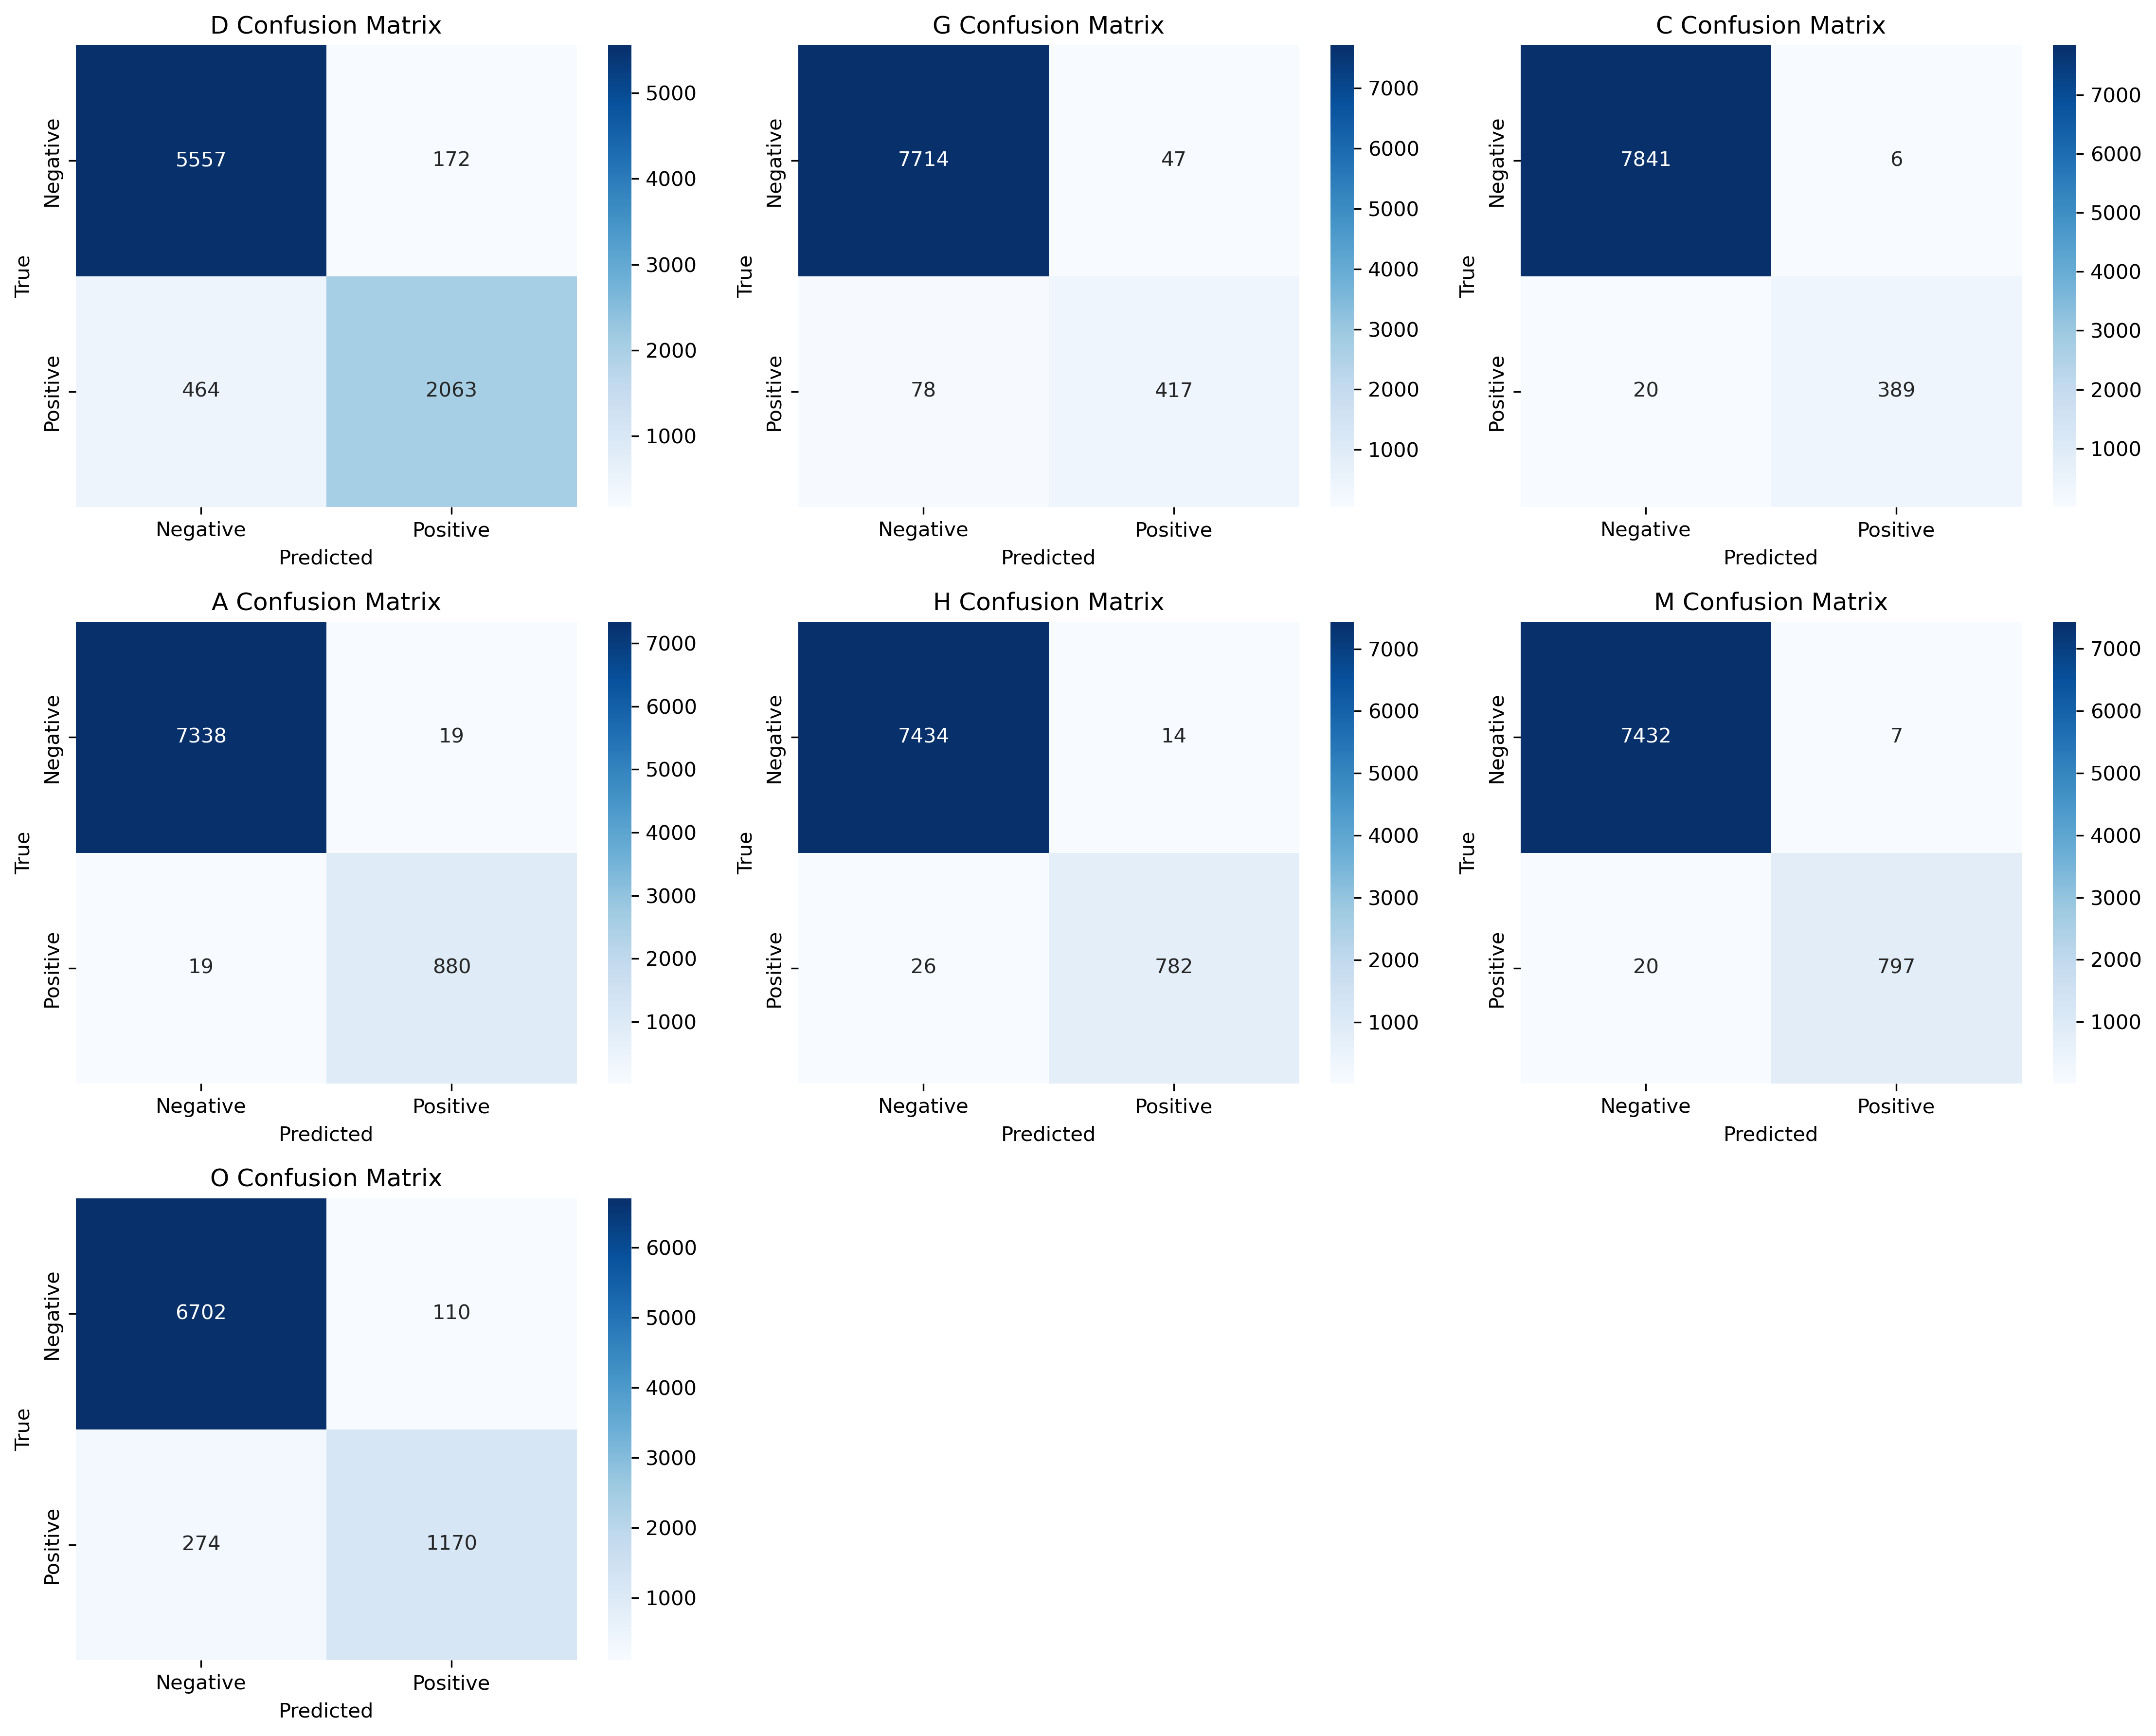 D Confusion Matrix
Negative
Positive
True
5557
172
464
2063
Negative
Positive
Predicted
5000
4000
3000
2000
1000
G Confusion Matrix
Negative
Positive
True
7714
47
78
417
Negative
Positive
Predicted
7000
6000
5000
4000
3000
2000
1000
C Confusion Matrix
Negative
Positive
True
7841
6
20
389
Negative
Positive
Predicted
7000
6000
5000
4000
3000
2000
1000
A Confusion Matrix
Negative
Positive
True
7338
19
19
880
Negative
Positive
Predicted
7000
6000
5000
4000
3000
2000
1000
H Confusion Matrix
Negative
Positive
True
7434
14
26
782
Negative
Positive
Predicted
7000
6000
5000
4000
3000
2000
1000
M Confusion Matrix
Negative
Positive
True
7432
7
20
797
Negative
Positive
Predicted
7000
6000
5000
4000
3000
2000
1000
O Confusion Matrix
Negative
Positive
True
6702
110
274
1170
Negative
Positive
Predicted
6000
5000
4000
3000
2000
1000